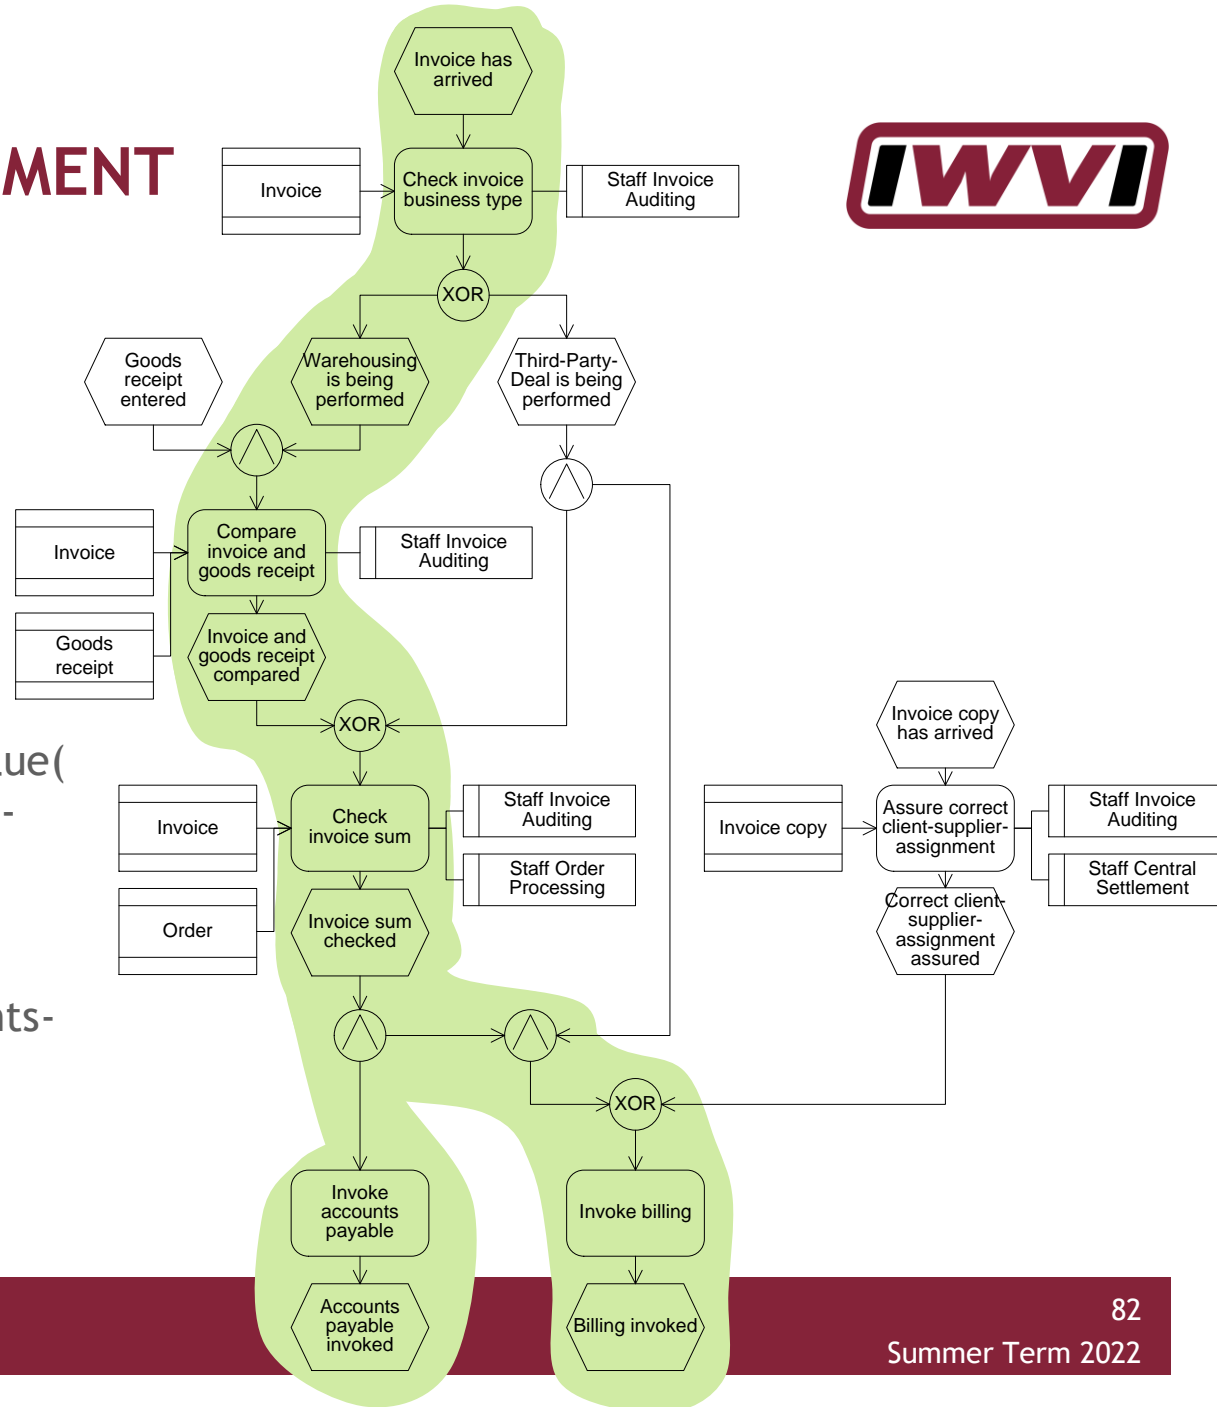 Invoice has
arrived
MENT
IWVI
Invoice
Check invoice
business type
Staff Invoice
Auditing
XOR
Goods
receipt
entered
Warehousing
is being
performed
Third-Party-
Deal is being
performed
Invoice
Compare
invoice and
goods receipt
Staff Invoice
Auditing
Goods
receipt
Invoice and
goods receipt
compared
XOR
Invoice copy
has arrived
lue(
-
Invoice
Check
invoice sum
Staff Invoice
Auditing
Staff Order
Processing
Invoice copy
Assure correct
client-supplier-
assignment
Staff Invoice
Auditing
Staff Central
Settlement
Order
Invoice sum
checked
Correct client-
supplier-
assignment
assured
nts-
XOR
Invoke
accounts
payable
Invoke billing
Accounts
payable
invoked
Billing invoked
82
Summer Term 2022